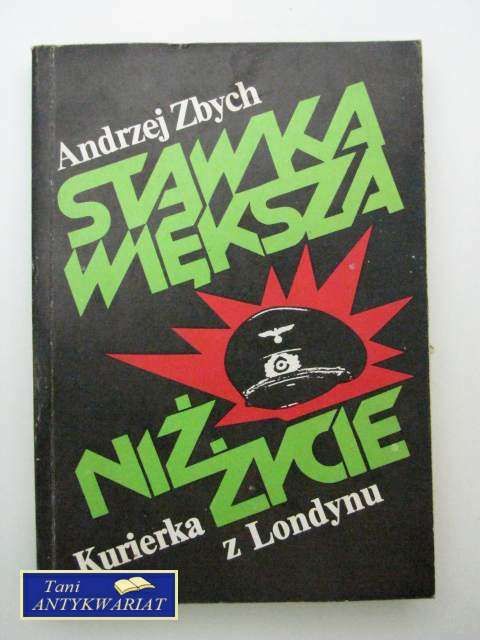 Andrzej Zbych
STAWKA
WIĘKSZA
NIŻ ŻYCIE
Kurierka z Londynu
Tani
ANTYKWARIAT